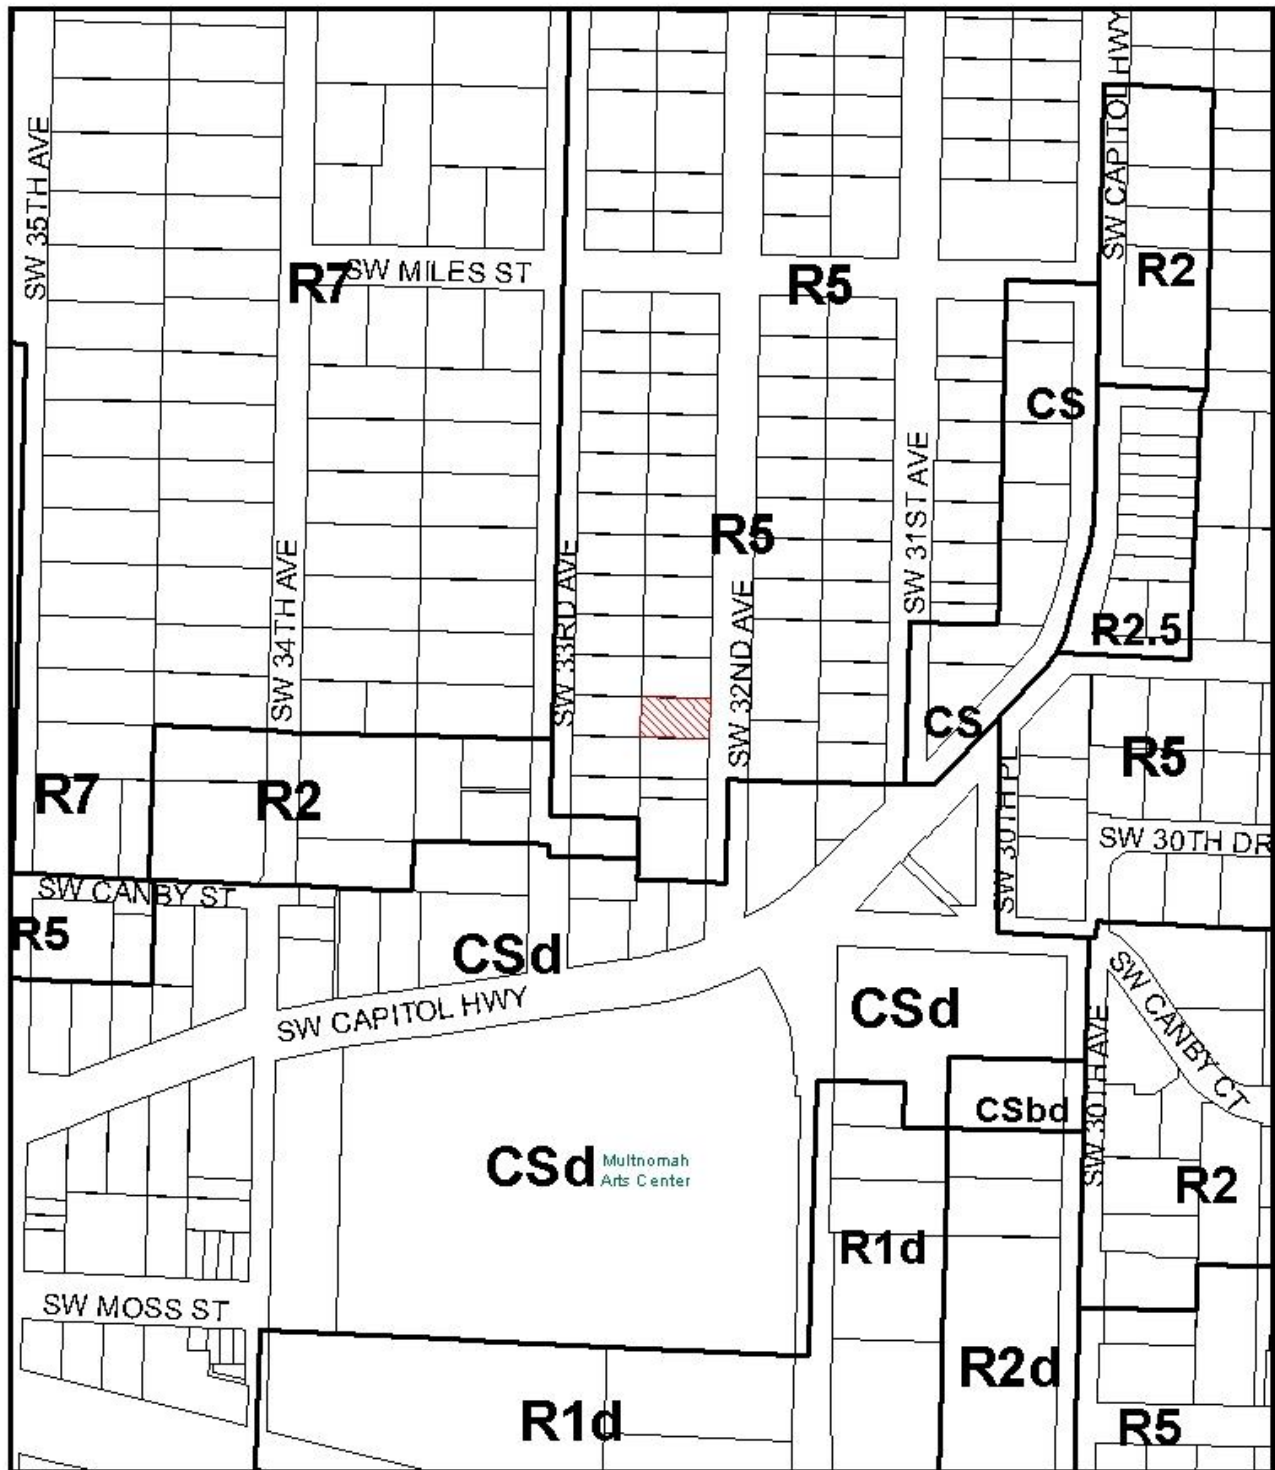 SW CAPITOL HWY
SW 35TH AVE
R7
SW MILES ST
R5
R2
CS
SW 31ST AVE
R5
SW 34TH AVE
SW 33RD AVE
SW 32ND AVE
R2.5
CS
R7
R2
R5
SW 30TH PL
SW 30TH DR
SW CANBY ST
R5
CSd
SW CAPITOL HWY
CSd
SW CANBY CT
SW 30TH AVE
CSbd
CSd
Multnomah
Arts Center
R2
R1d
SW MOSS ST
R2d
R1d
R5